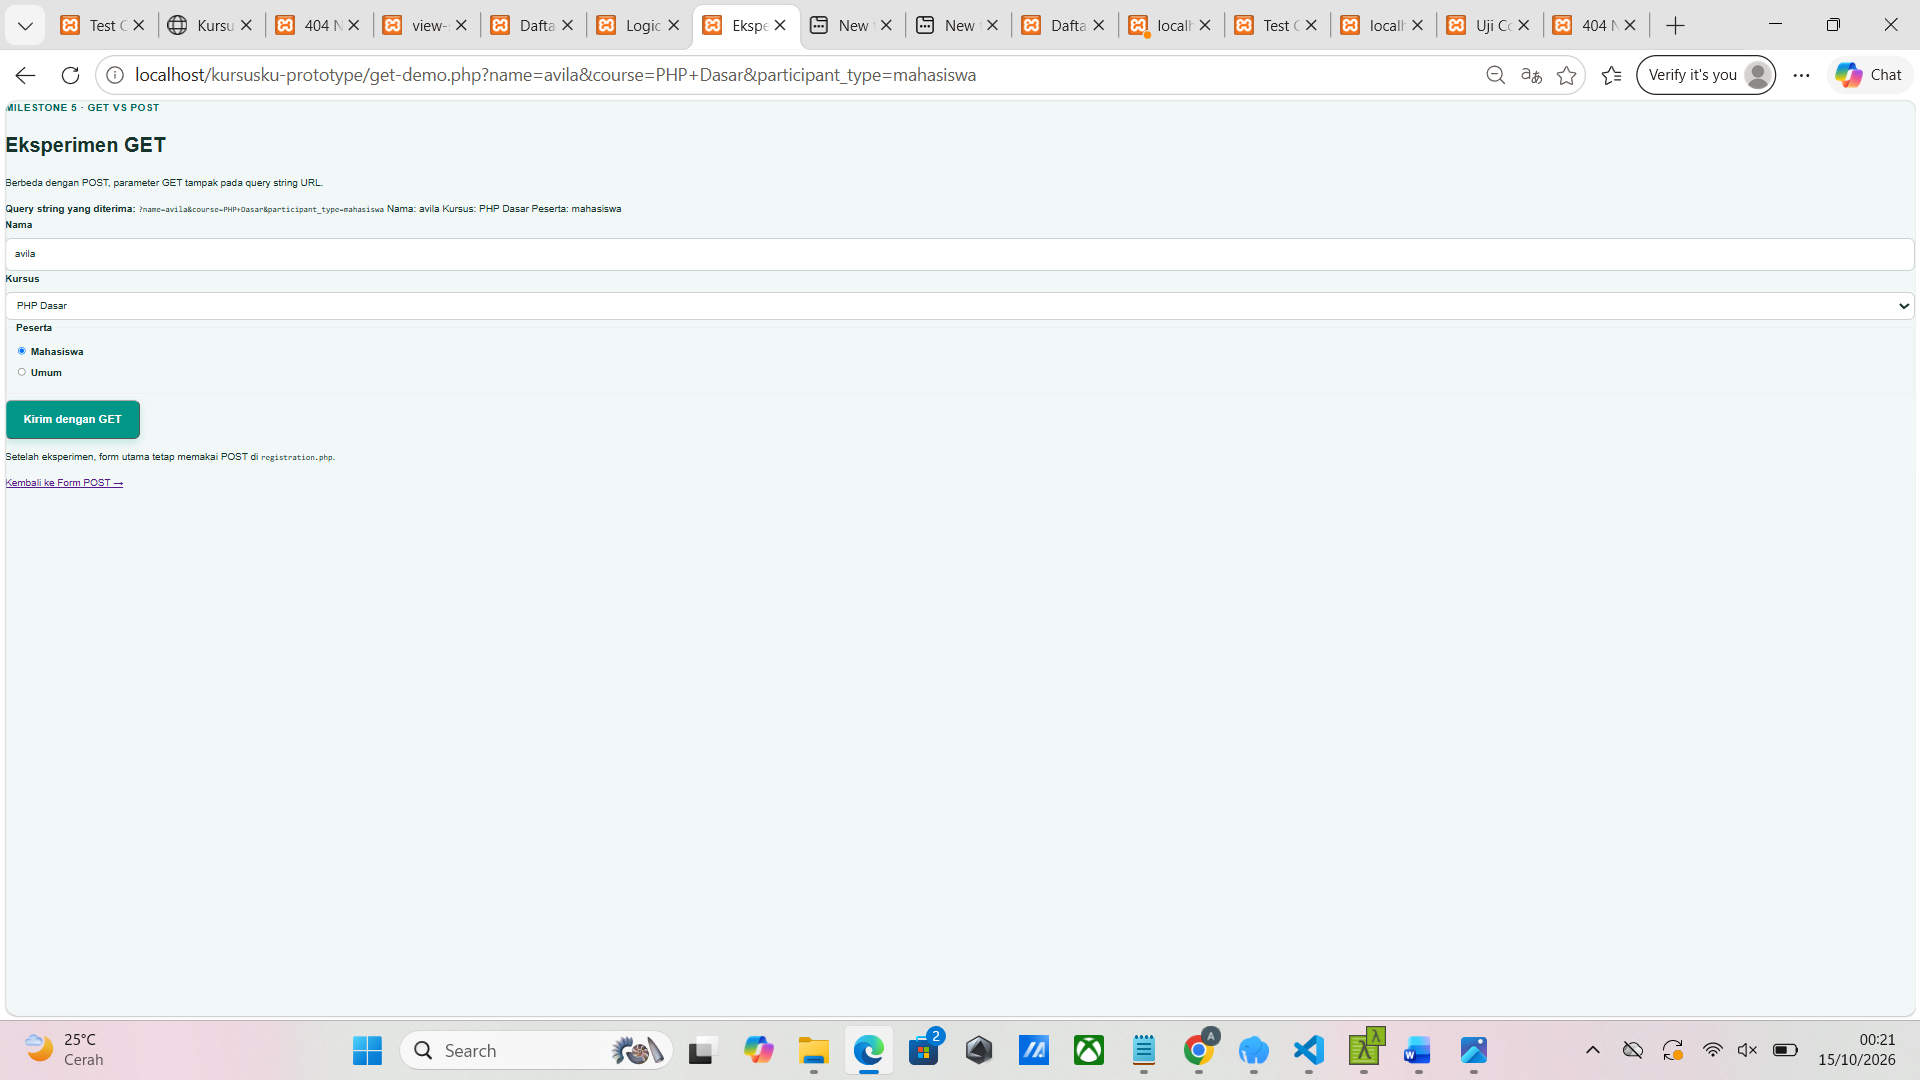 Test C
Kursu
404 N
view-s
Dafta
Logic
Ekspe
New t
New t
Dafta
localh
Test C
localh
Uji Co
404 N
localhost/kursusku-prototype/get-demo.php?name=avila&course=PHP+Dasar&participant_type=mahasiswa
Verify it's you
Chat
MILESTONE 5 · GET VS POST
Eksperimen GET
Berbeda dengan POST, parameter GET tampak pada query string URL.
Query string yang diterima: ?name=avila&course=PHP+Dasar&participant_type=mahasiswa Nama: avila Kursus: PHP Dasar Peserta: mahasiswa
Nama
avila
Kursus
PHP Dasar
Peserta
Mahasiswa
Umum
Kirim dengan GET
Setelah eksperimen, form utama tetap memakai POST di registration.php.
Kembali ke Form POST →
25°C
Cerah
Search
2
A
00:21
15/10/2026